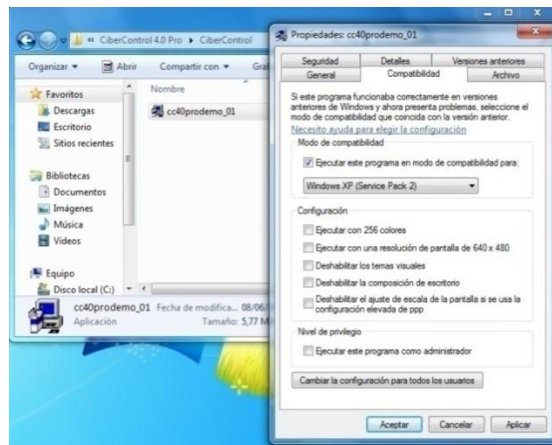 « CiberControl 4.0 Pro ▸ CiberControl
Organizar
Abrir
Compartir con
Favoritos
Descargas
Escritorio
Sitios recientes
Bibliotecas
Documentos
Imágenes
Música
Vídeos
Equipo
Disco local (C:)
Nombre
cc40prodemo_01
cc40prodemo_01 Fecha de modifica... 08/06/
Aplicación Tamaño: 5,77 M
Propiedades: cc40prodemo_01
Seguridad Detalles Versiones anteriores
General Compatibilidad Archivo
Si este programa funcionaba correctamente en versiones
anteriores de Windows y ahora presenta problemas, seleccione el
modo de compatibilidad que coincida con la versión anterior.
Necesito ayuda para elegir la configuración
Modo de compatibilidad
Ejecutar este programa en modo de compatibilidad para:
Windows XP (Service Pack 2)
Configuración
Ejecutar con 256 colores
Ejecutar con una resolución de pantalla de 640 x 480
Deshabilitar los temas visuales
Deshabilitar la composición de escritorio
Deshabilitar el ajuste de escala de la pantalla si se usa la
configuración elevada de ppp
Nivel de privilegio
Ejecutar este programa como administrador
Cambiar la configuración para todos los usuarios
Aceptar Cancelar Aplicar